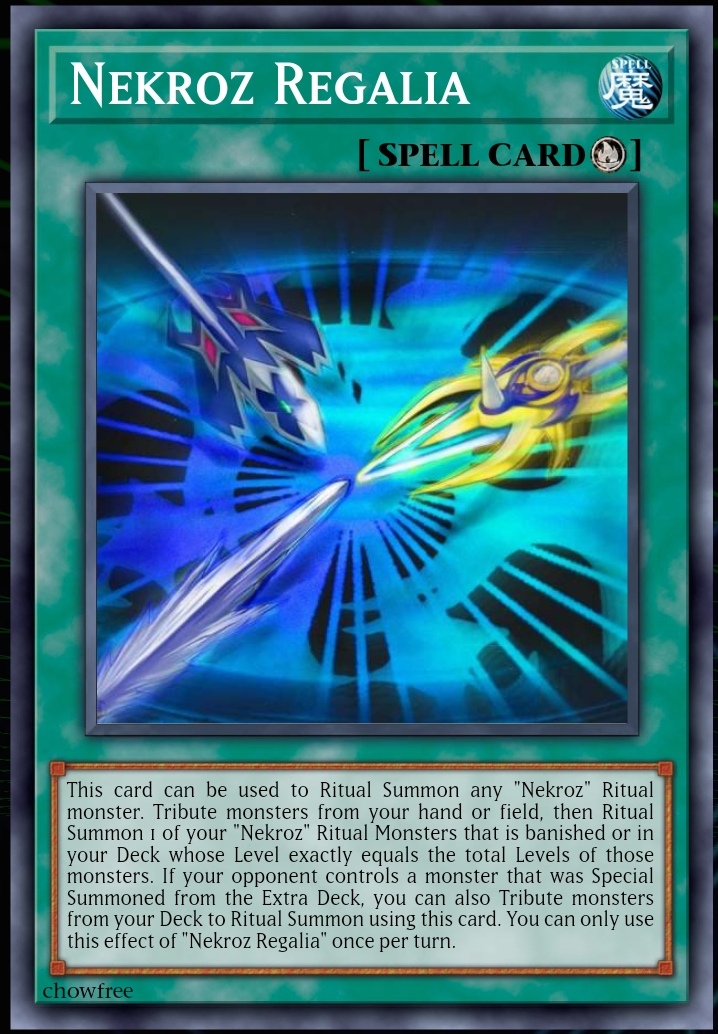 Nekroz Regalia
SPELL
魔
[ SPELL CARD ]
This card can be used to Ritual Summon any "Nekroz" Ritual
monster. Tribute monsters from your hand or field, then Ritual
Summon 1 of your "Nekroz" Ritual Monsters that is banished or in
your Deck whose Level exactly equals the total Levels of those
monsters. If your opponent controls a monster that was Special
Summoned from the Extra Deck, you can also Tribute monsters
from your Deck to Ritual Summon using this card. You can only use
this effect of "Nekroz Regalia" once per turn.
chowfree